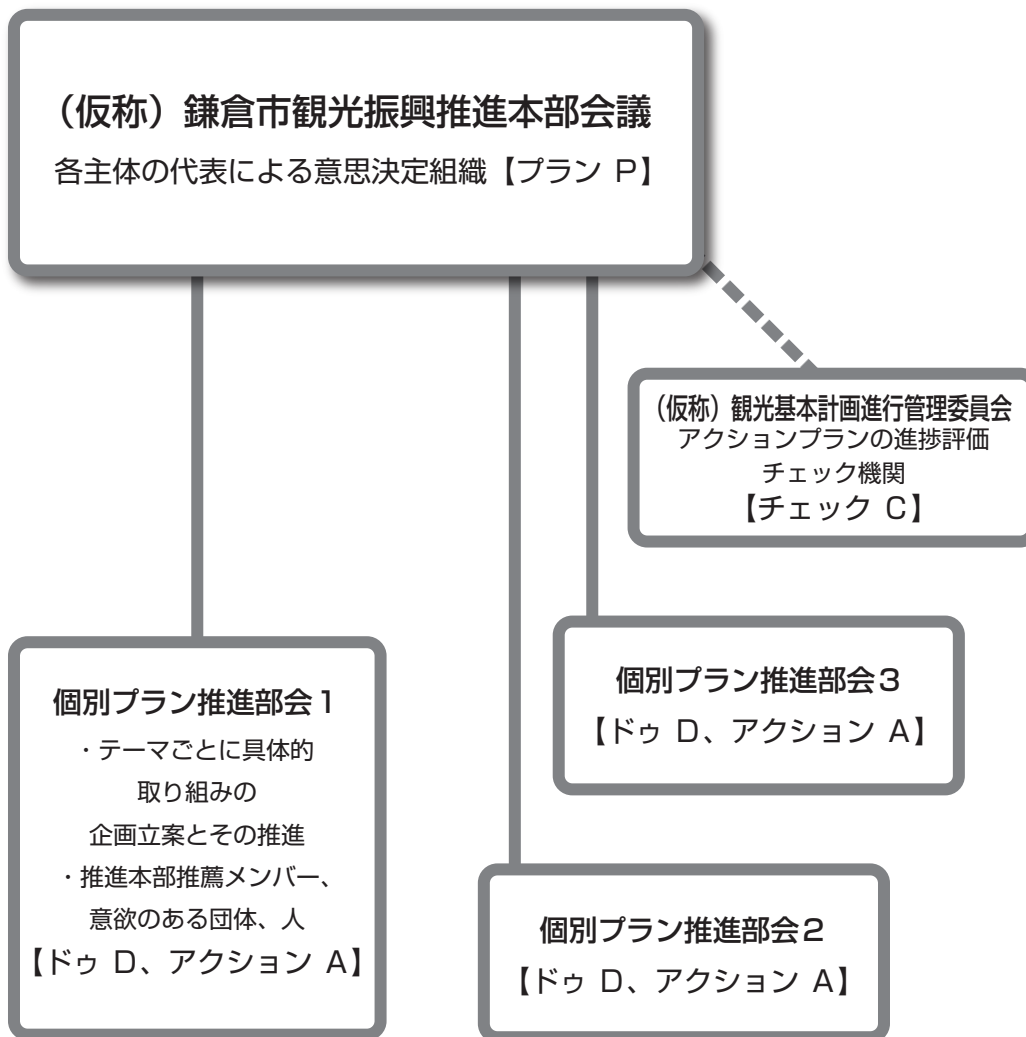 （仮称）鎌倉市観光振興推進本部会議
各主体の代表による意思決定組織【プラン P】
（仮称）観光基本計画進行管理委員会
アクションプランの進捗評価
チェック機関
【チェック C】
個別プラン推進部会1
・テーマごとに具体的
取り組みの
企画立案とその推進
・推進本部推薦メンバー、
意欲のある団体、人
【ドゥ D、アクション A】
個別プラン推進部会3
【ドゥ D、アクション A】
個別プラン推進部会2
【ドゥ D、アクション A】